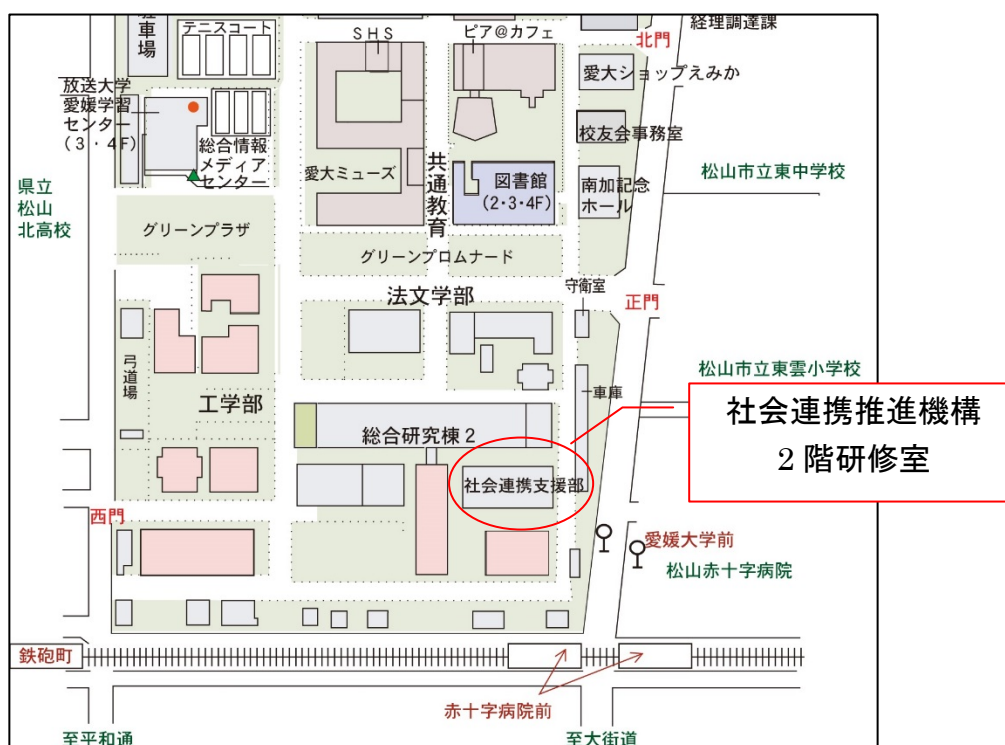 駐車場
テニスコート
SHS
ピア@カフェ
経理調達課
北門
愛大ショップえみか
放送大学
愛媛学習
センター
(3・4F)
総合情報
メディア
センター
愛大ミューズ
共通教育
図書館
(2・3・4F)
校友会事務室
南加記念
ホール
松山市立東中学校
県立
松山
北高校
グリーンプラザ
グリーンプロムナード
法文学部
守衛室
正門
弓道場
工学部
車庫
松山市立東雲小学校
総合研究棟2
社会連携支援部
社会連携推進機構
2階研修室
西門
愛媛大学前
松山赤十字病院
鉄砲町
赤十字病院前
至平和通
至大街道